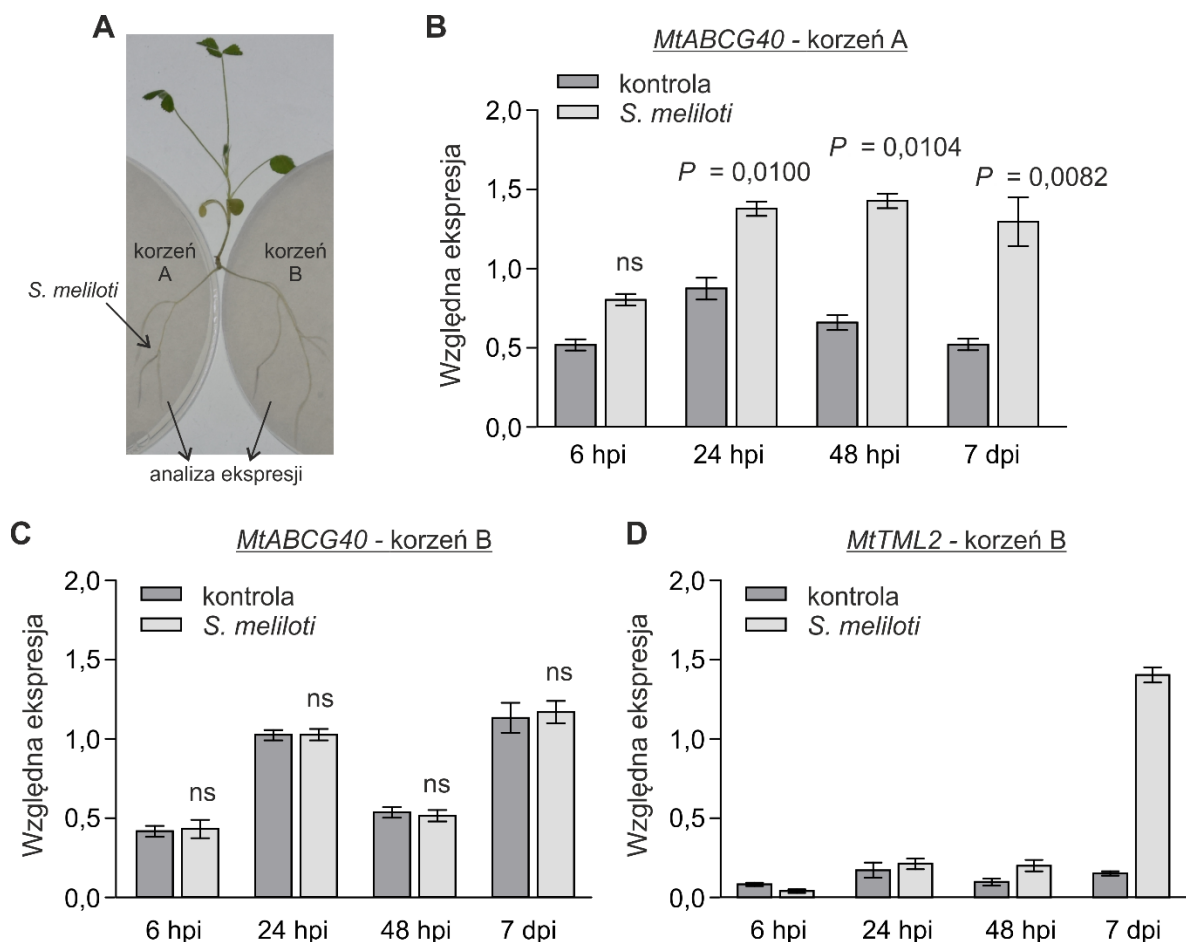 A
korzeń
A
korzeń
B
S. meliloti
analiza ekspresji
B
MtABCG40 - korzeń A
kontrola
S. meliloti
Względna ekspresja
2,0
1,5
1,0
0,5
0,0
ns
P = 0,0100
P = 0,0104
P = 0,0082
6 hpi 24 hpi 48 hpi 7 dpi
C
MtABCG40 - korzeń B
kontrola
S. meliloti
Względna ekspresja
2,0
1,5
1,0
0,5
0,0
ns
ns
ns
ns
6 hpi 24 hpi 48 hpi 7 dpi
D
MtTML2 - korzeń B
kontrola
S. meliloti
Względna ekspresja
2,0
1,5
1,0
0,5
0,0
6 hpi 24 hpi 48 hpi 7 dpi